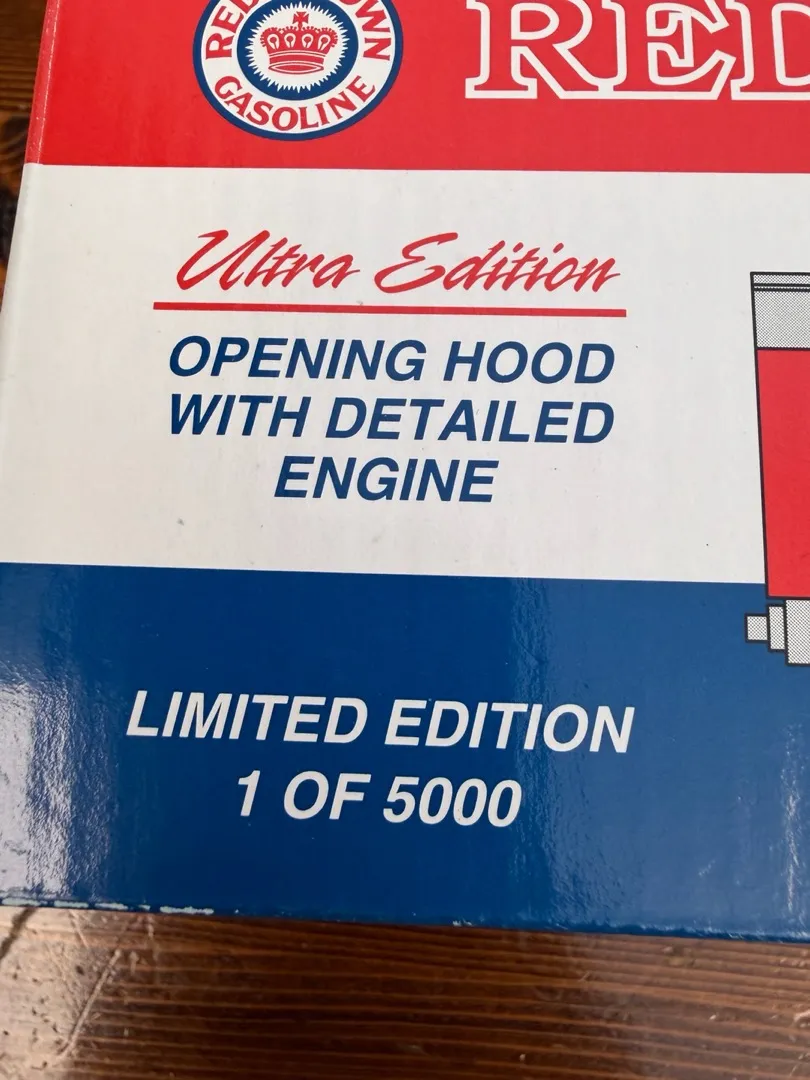 RED CROWN
GASOLINE
RED
Ultra Edition
OPENING HOOD
WITH DETAILED
ENGINE
LIMITED EDITION
1 OF 5000